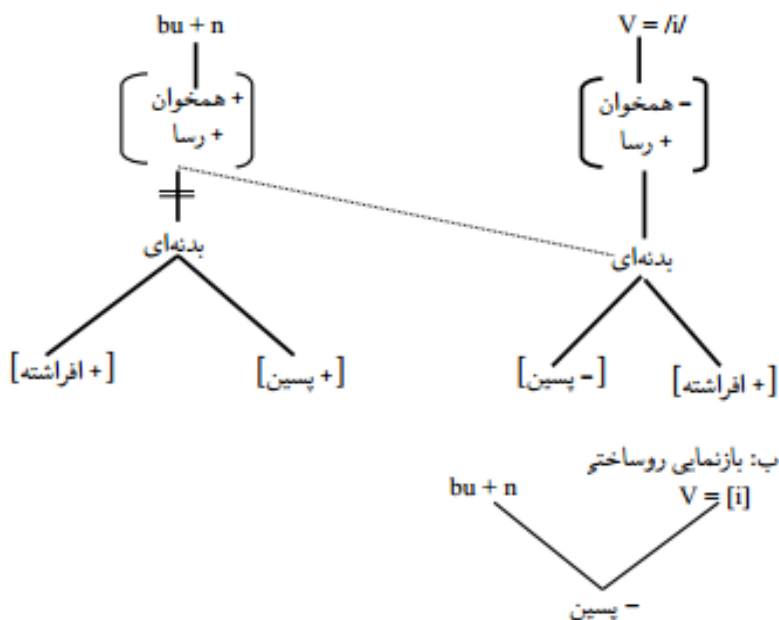 bu + n
V = /i/
+ همخوان
+ رسا
– همخوان
+ رسا
بدنه‌ای
بدنه‌ای
[+ افراشته]
[+ پسین]
[– پسین]
[+ افراشته]
ب: بازنمایی روساختی
bu + n
V = [i]
– پسین